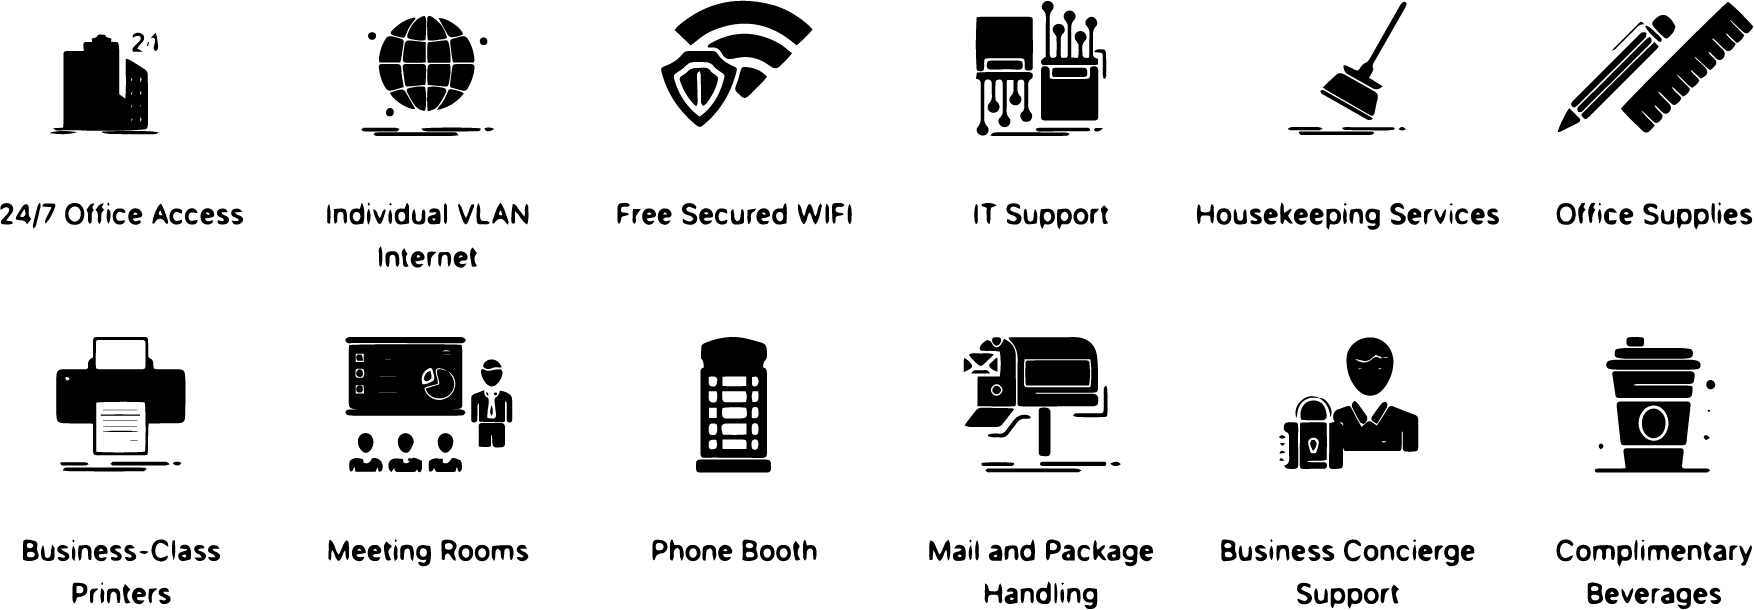 24/7 Office Access
Individual VLAN
Internet
Free Secured WIFI
IT Support
Housekeeping Services
Office Supplies
Business-Class
Printers
Meeting Rooms
Phone Booth
Mail and Package
Handling
Business Concierge
Support
Complimentary
Beverages